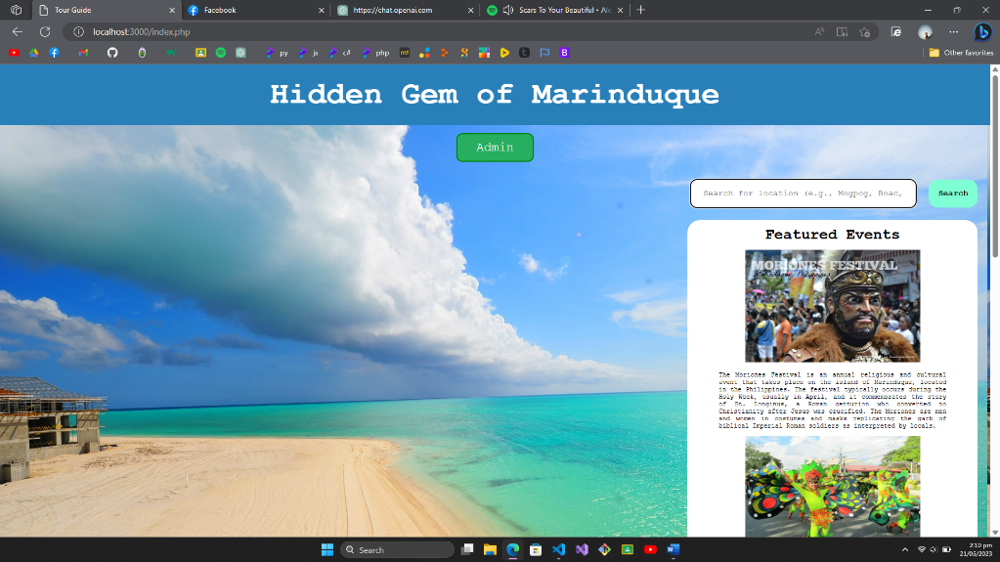 Tour Guide
Facebook
https://chat.openai.com
Scars To Your Beautiful • Ale
localhost:3000/index.php
py
js
c#
php
Other favorites
Hidden Gem of Marinduque
Admin
Search for location (e.g., Mogpog, Boac,
Search
Featured Events
MORIONES FESTIVAL
Marinduque, Philippines
The Moriones Festival is an annual religious and cultural
event that takes place on the island of Marinduque, located
in the Philippines. The festival typically occurs during the
Holy Week, usually in April, and it commemorates the story
of St. Longinus, a Roman centurion who converted to
Christianity after Jesus was crucified. The Moriones are men
and women in costumes and masks replicating the garb of
biblical Imperial Roman soldiers as interpreted by locals.
Search
2:10 pm
21/05/2023